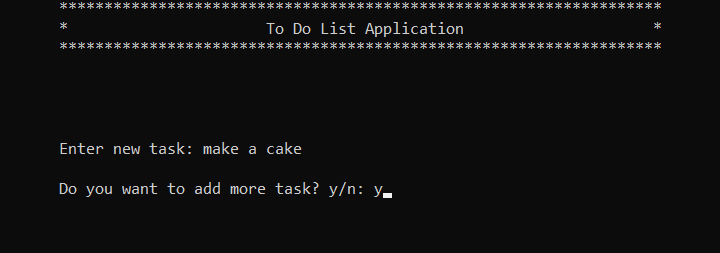 *******************************************************************
*                      To Do List Application                     *
*******************************************************************
Enter new task: make a cake
Do you want to add more task? y/n: y